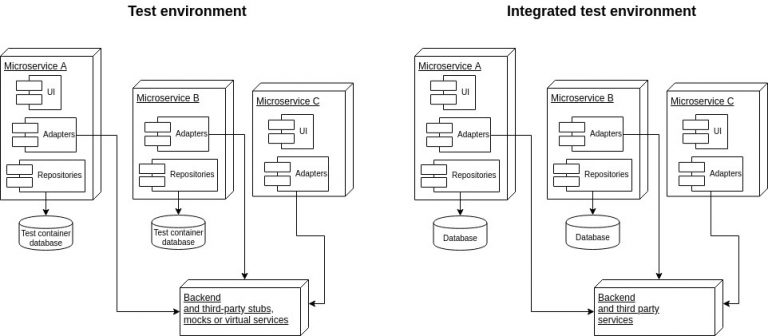 Test environment
Microservice A
UI
Adapters
Repositories
Test container
database
Microservice B
Adapters
Repositories
Test container
database
Microservice C
UI
Adapters
Backend
and third-party stubs,
mocks or virtual services
Integrated test environment
Microservice A
UI
Adapters
Repositories
Database
Microservice B
Adapters
Repositories
Database
Microservice C
UI
Adapters
Backend
and third party
services